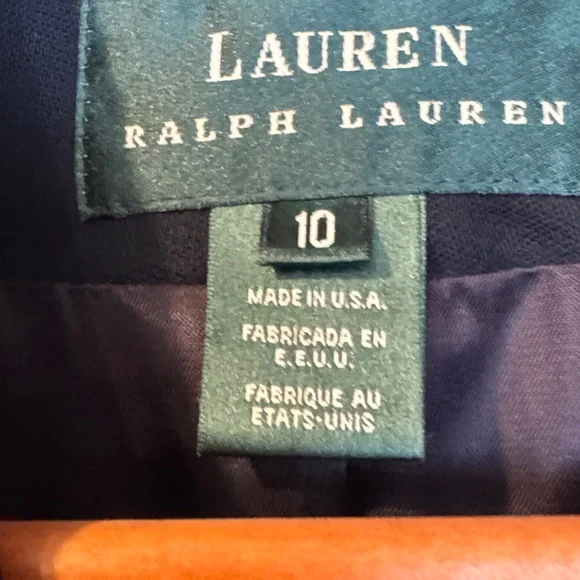 LAUREN
RALPH LAUREN
10
MADE IN U.S.A.
FABRICADA EN
E.E.U.U.
FABRIQUE AU
ETATS-UNIS